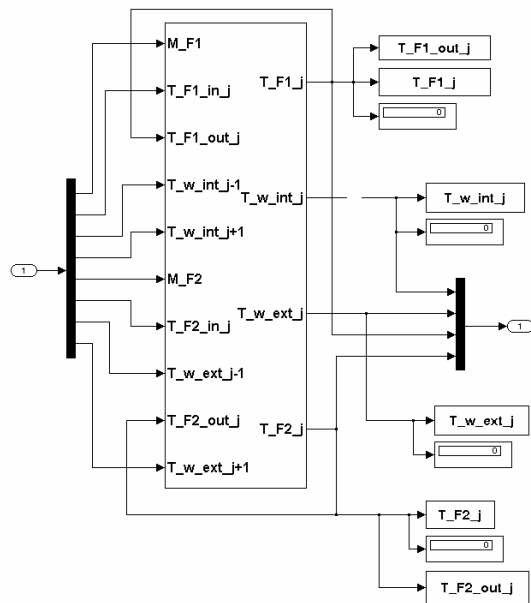 M_F1
T_F1_in_j
T_F1_out_j
T_w_int_j-1
T_w_int_j+1
M_F2
T_F2_in_j
T_w_ext_j-1
T_F2_out_j
T_w_ext_j+1
T_F1_j
T_w_int_j
T_w_ext_j
T_F2_j
1
T_F1_out_j
T_F1_j
0
T_w_int_j
0
1
T_w_ext_j
0
T_F2_j
0
T_F2_out_j